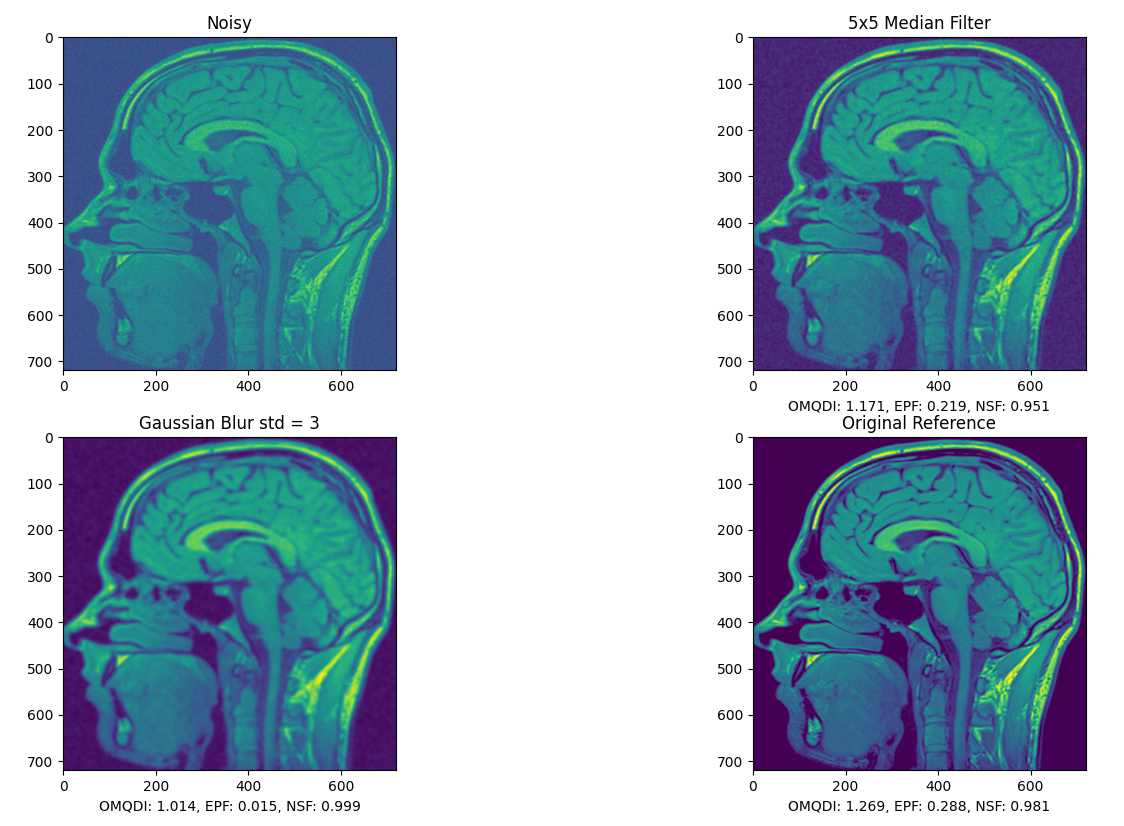 Noisy
0
100
200
300
400
500
600
700
0 200 400 600
5x5 Median Filter
0
100
200
300
400
500
600
700
0 200 400 600
OMQDI: 1.171, EPF: 0.219, NSF: 0.951
Gaussian Blur std = 3
0
100
200
300
400
500
600
700
0 200 400 600
OMQDI: 1.014, EPF: 0.015, NSF: 0.999
Original Reference
0
100
200
300
400
500
600
700
0 200 400 600
OMQDI: 1.269, EPF: 0.288, NSF: 0.981